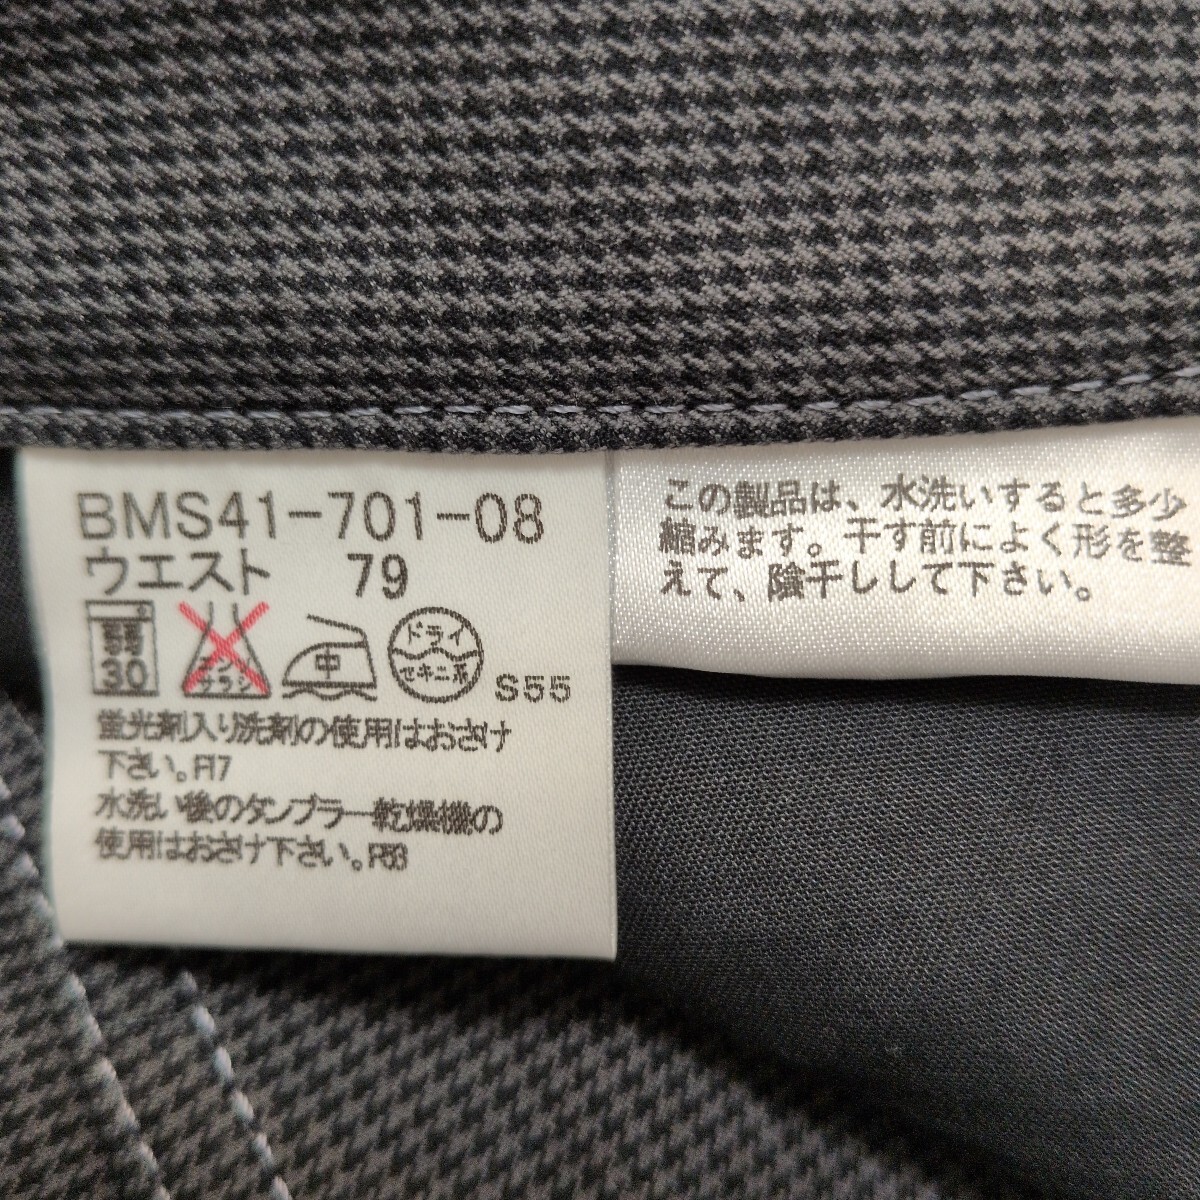 BMS41-701-08
ウエスト 79
弱
30
エンソ
サラシ
中
ドライ
セキユ系
S55
蛍光剤入り洗剤の使用はおさけ
下さい。R17
水洗い後のタンブラー乾燥機の
使用はおさけ下さい。R63
この製品は、水洗いすると多少
縮みます。干す前によく形を整
えて、陰干しして下さい。